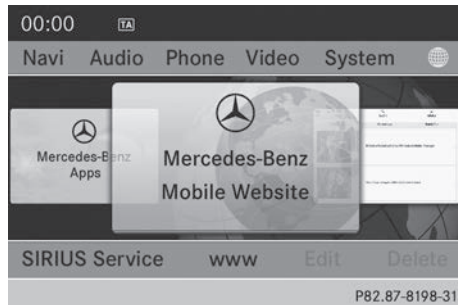 00:00 TA
Navi Audio Phone Video System
Mercedes-Benz
Apps
Mercedes-Benz
Mobile Website
SIRIUS Service www Edit Delete
P82.87-8198-31